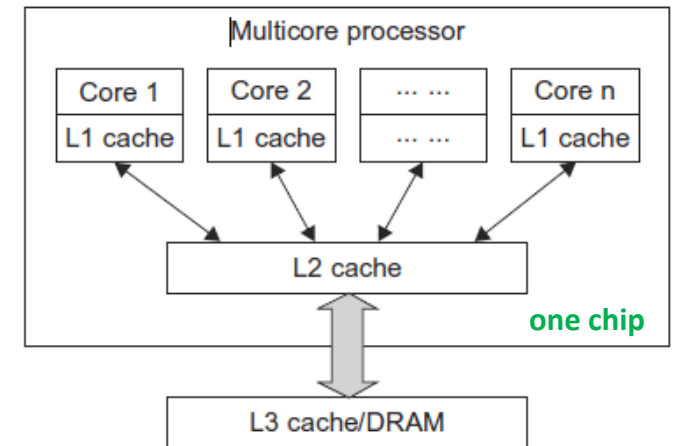 Multicore processor
Core 1 Core 2 ... ... Core n
L1 cache L1 cache ... ... L1 cache
L2 cache
one chip
L3 cache/DRAM